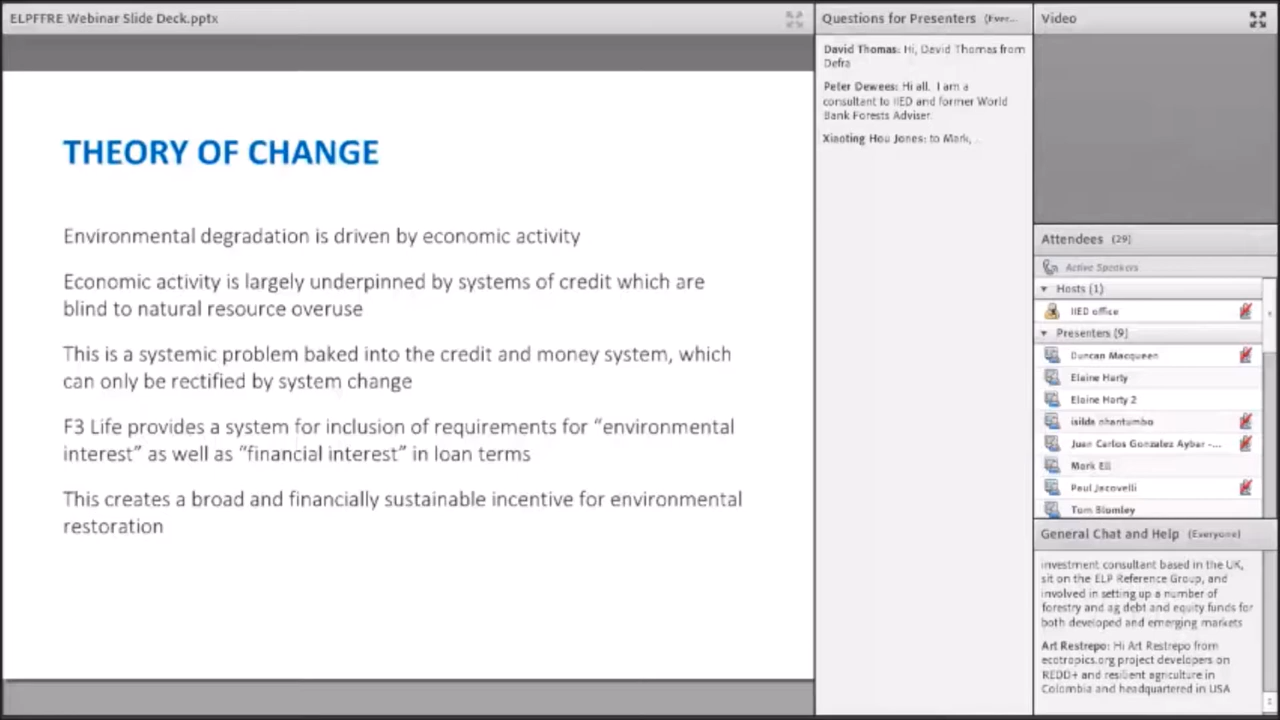 ELPFFRE Webinar Slide Deck.pptx
THEORY OF CHANGE
Environmental degradation is driven by economic activity
Economic activity is largely underpinned by systems of credit which are
blind to natural resource overuse
This is a systemic problem baked into the credit and money system, which
can only be rectified by system change
F3 Life provides a system for inclusion of requirements for “environmental
interest” as well as “financial interest” in loan terms
This creates a broad and financially sustainable incentive for environmental
restoration
Questions for Presenters (Ever...
David Thomas: Hi, David Thomas from
Defra
Peter Dewees: Hi all. I am a
consultant to IIED and former World
Bank Forests Adviser.
Xiaoting Hou Jones: to Mark,
Video
Attendees (29)
Active Speakers
Hosts (1)
IIED office
Presenters (9)
Duncan Macqueen
Elaine Harty
Elaine Harty 2
isilda nhantumbo
Juan Carlos Gonzalez Aybar -...
Mark Ell
Paul Jacovelli
Tom Blomley
General Chat and Help (Everyone)
investment consultant based in the UK,
sit on the ELP Reference Group, and
involved in setting up a number of
forestry and ag debt and equity funds for
both developed and emerging markets
Art Restrepo: Hi Art Restrepo from
ecotropics.org project developers on
REDD+ and resilient agriculture in
Colombia and headquartered in USA